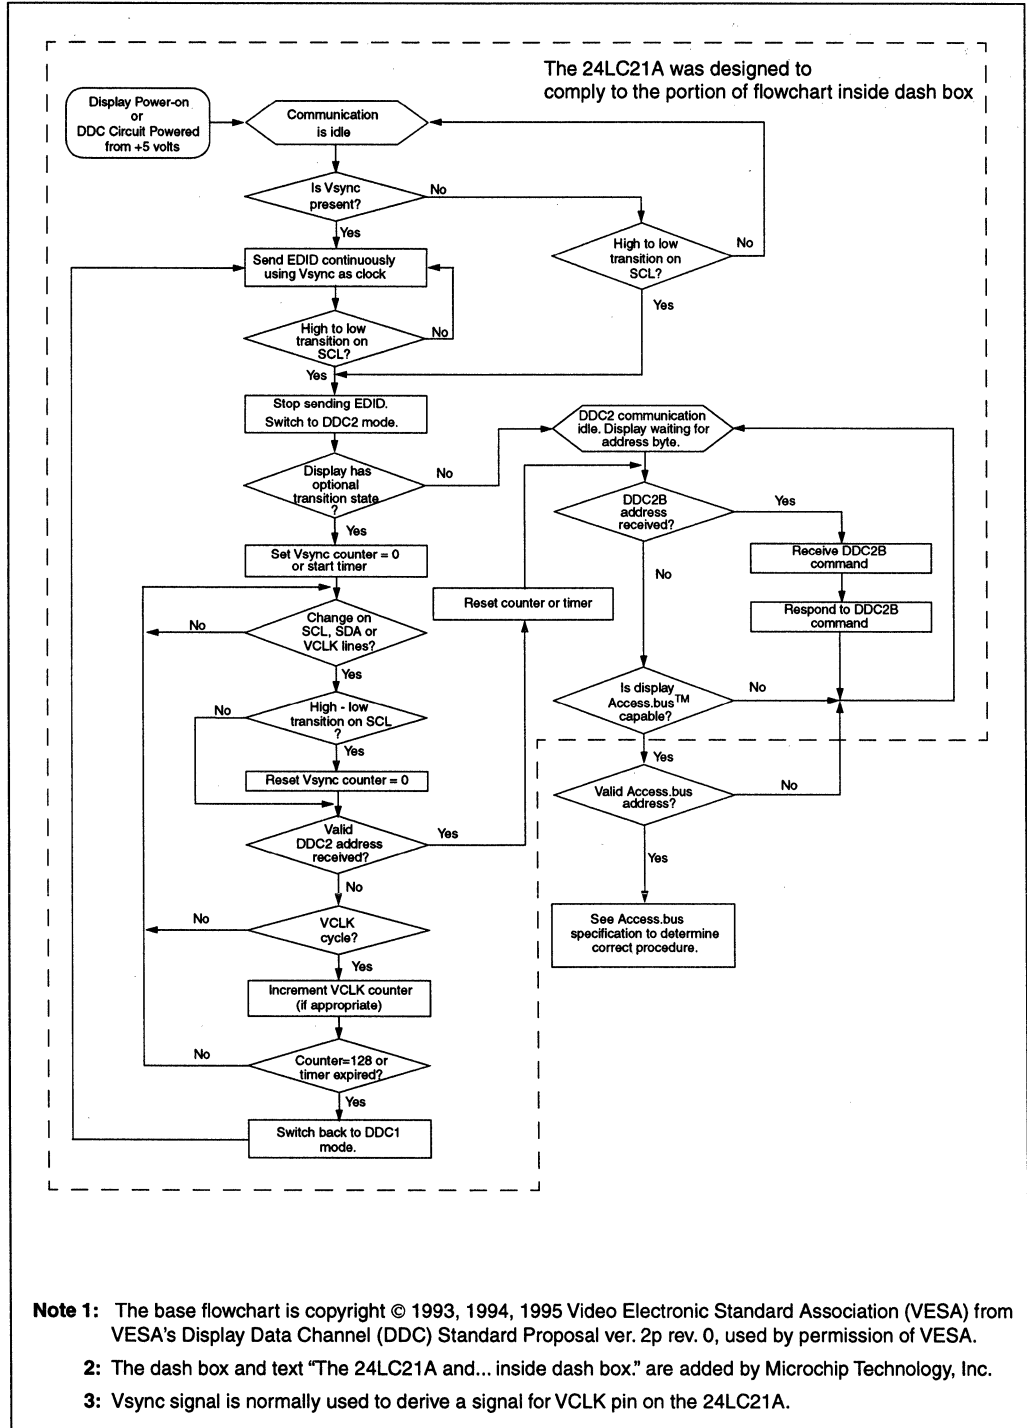 The 24LC21A was designed to
comply to the portion of flowchart inside dash box
Display Power-on
or
DDC Circuit Powered
from +5 volts
Communication
is idle
Is Vsync
present?
No
Yes
High to low
transition on
SCL?
No
Yes
Send EDID continuously
using Vsync as clock
High to low
transition on
SCL?
No
Yes
Stop sending EDID.
Switch to DDC2 mode.
Display has
optional
transition state
?
No
Yes
DDC2 communication
idle. Display waiting for
address byte.
DDC2B
address
received?
Yes
No
Receive DDC2B
command
Respond to DDC2B
command
Set Vsync counter = 0
or start timer
Reset counter or timer
Change on
SCL, SDA or
VCLK lines?
No
Yes
High - low
transition on SCL
?
No
Yes
Reset Vsync counter = 0
Is display
Access.bus™
capable?
No
Yes
Valid Access.bus
address?
No
Yes
See Access.bus
specification to determine
correct procedure.
Valid
DDC2 address
received?
Yes
No
VCLK
cycle?
No
Yes
Increment VCLK counter
(if appropriate)
Counter=128 or
timer expired?
No
Yes
Switch back to DDC1
mode.
Note 1: The base flowchart is copyright © 1993, 1994, 1995 Video Electronic Standard Association (VESA) from
VESA's Display Data Channel (DDC) Standard Proposal ver. 2p rev. 0, used by permission of VESA.
2: The dash box and text “The 24LC21A and... inside dash box.” are added by Microchip Technology, Inc.
3: Vsync signal is normally used to derive a signal for VCLK pin on the 24LC21A.